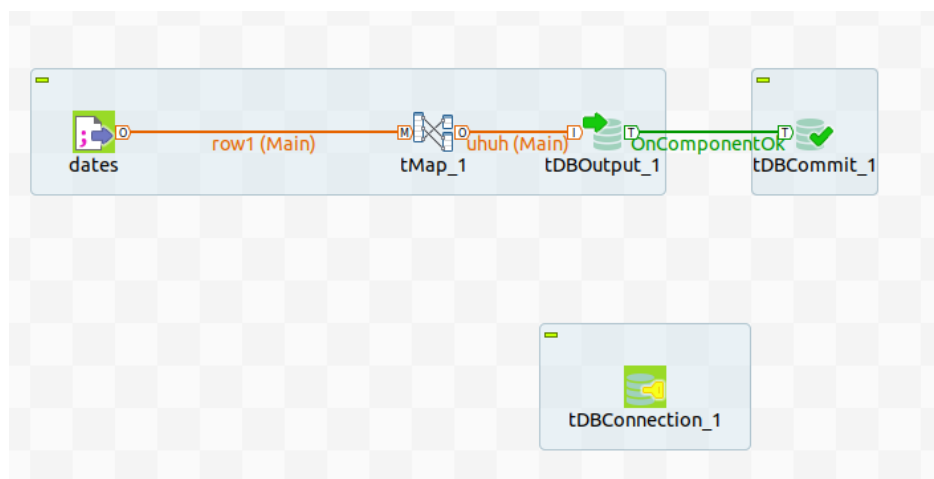 O
row1 (Main)
M
O
uhuh (Main)
I
T
OnComponentOk
T
dates
tMap_1
tDBOutput_1
tDBCommit_1
tDBConnection_1